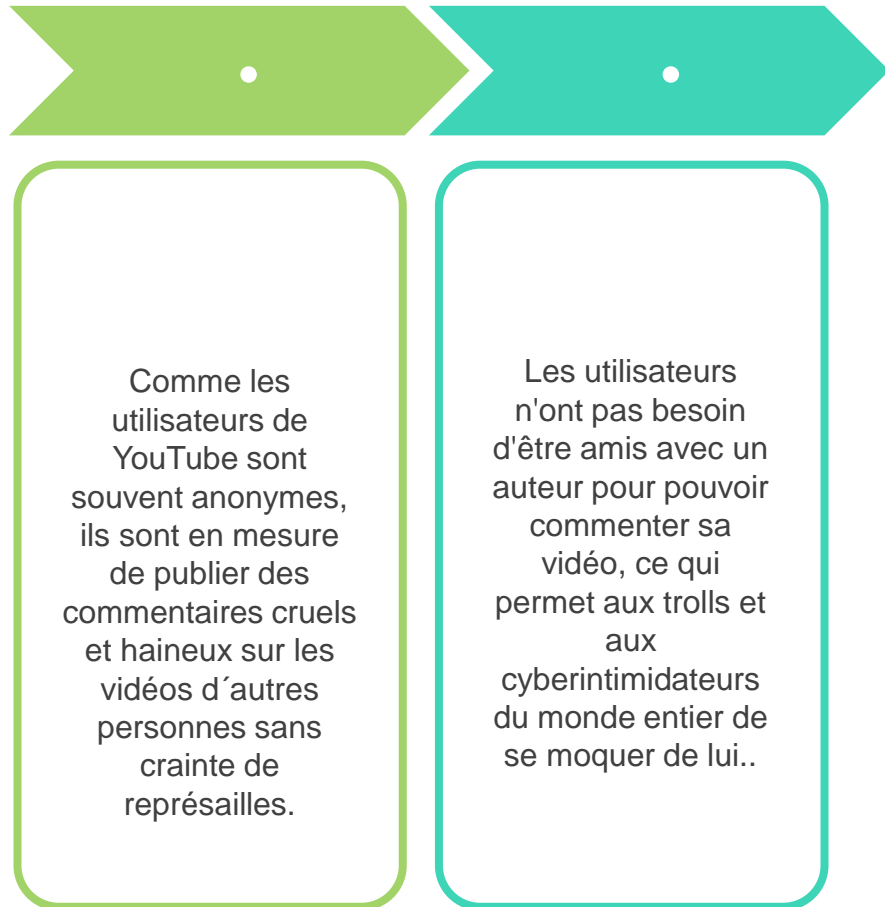 Comme les
utilisateurs de
YouTube sont
souvent anonymes,
ils sont en mesure
de publier des
commentaires cruels
et haineux sur les
vidéos d´autres
personnes sans
crainte de
représailles.
Les utilisateurs
n'ont pas besoin
d'être amis avec un
auteur pour pouvoir
commenter sa
vidéo, ce qui
permet aux trolls et
aux
cyberintimidateurs
du monde entier de
se moquer de lui..